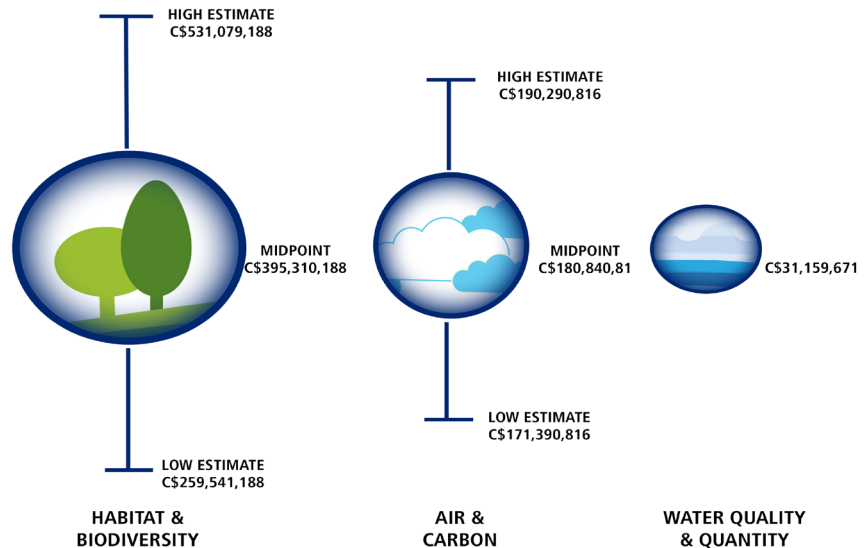 HIGH ESTIMATE
C$531,079,188
MIDPOINT
C$395,310,188
LOW ESTIMATE
C$259,541,188
HABITAT &
BIODIVERSITY
HIGH ESTIMATE
C$190,290,816
MIDPOINT
C$180,840,81
LOW ESTIMATE
C$171,390,816
AIR &
CARBON
C$31,159,671
WATER QUALITY
& QUANTITY